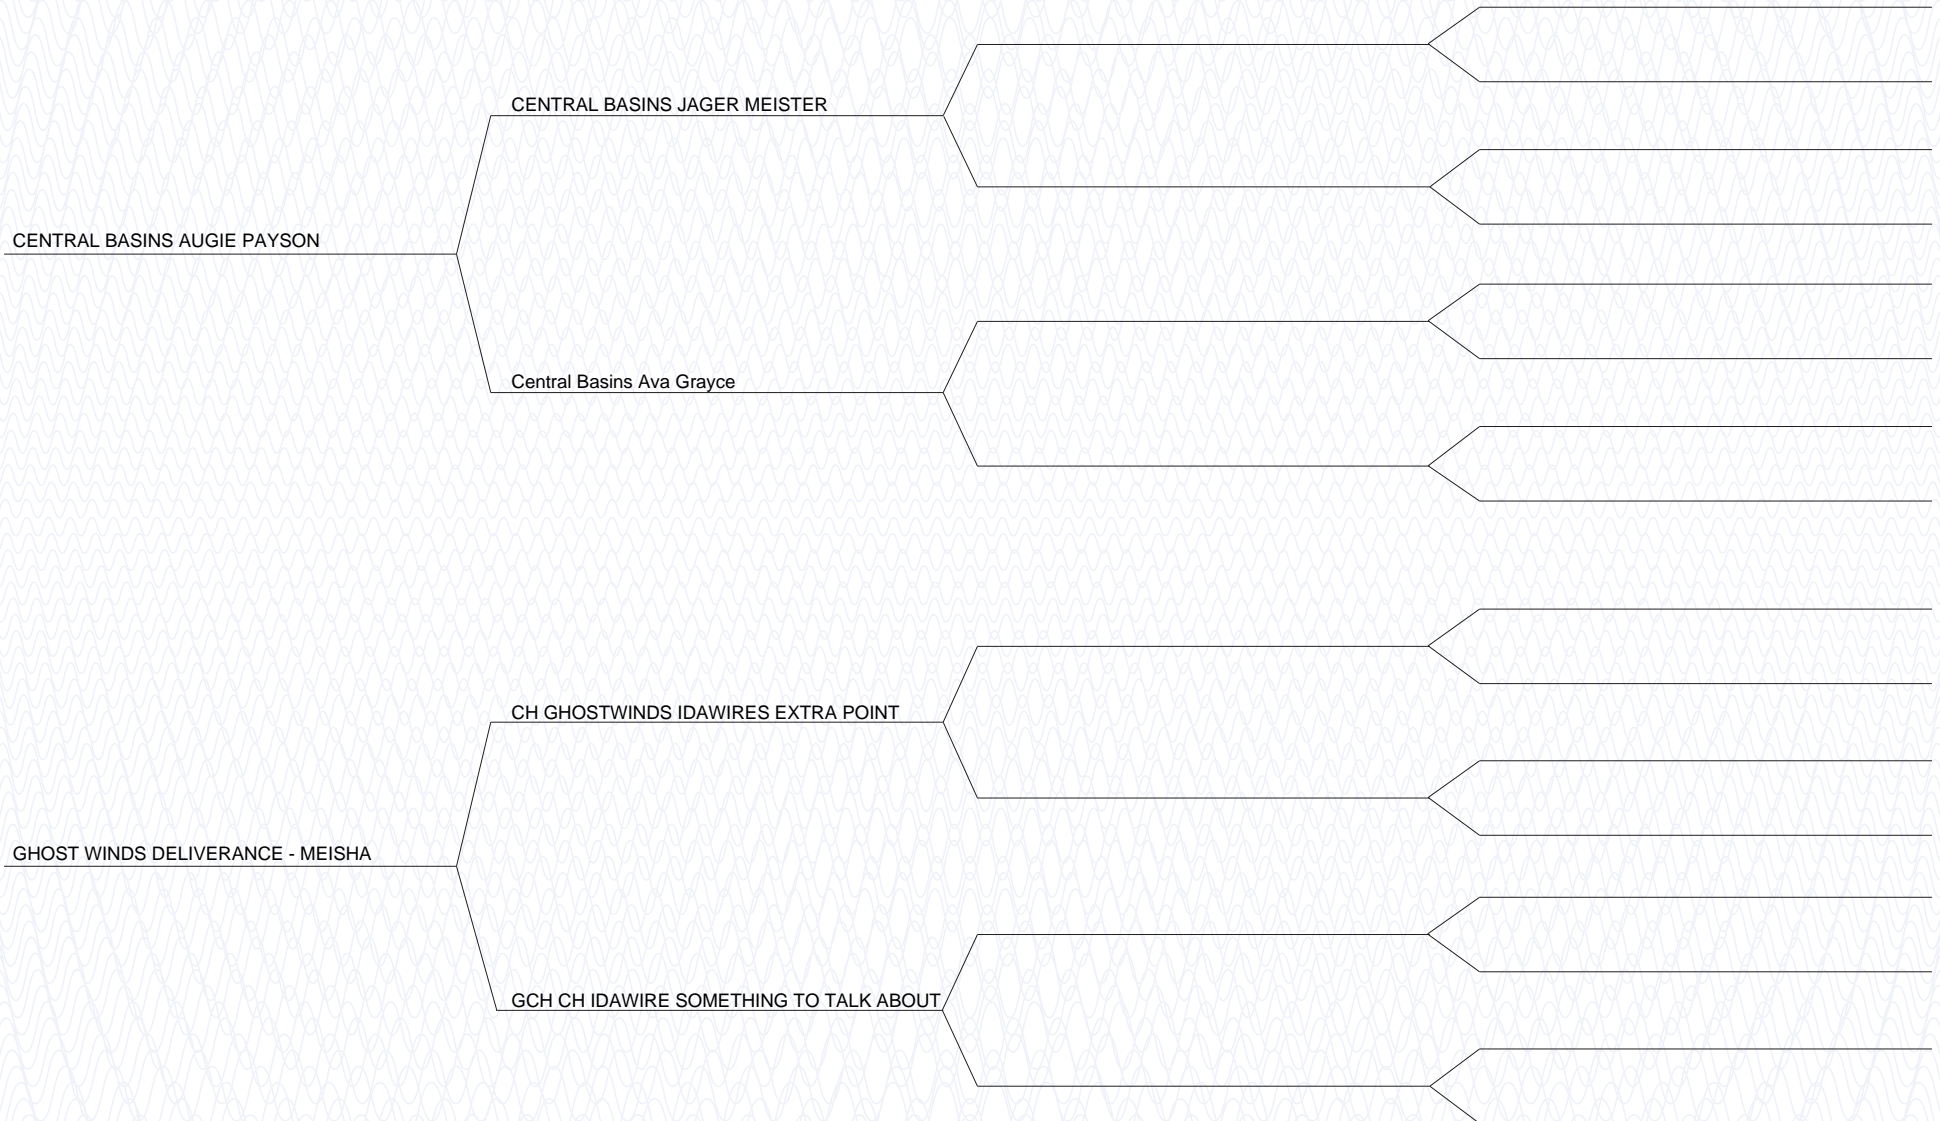 CENTRAL BASINS JAGER MEISTER
CENTRAL BASINS AUGIE PAYSON
Central Basins Ava Grayce
CH GHOSTWINDS IDAWIRES EXTRA POINT
GHOST WINDS DELIVERANCE - MEISHA
GCH CH IDAWIRE SOMETHING TO TALK ABOUT